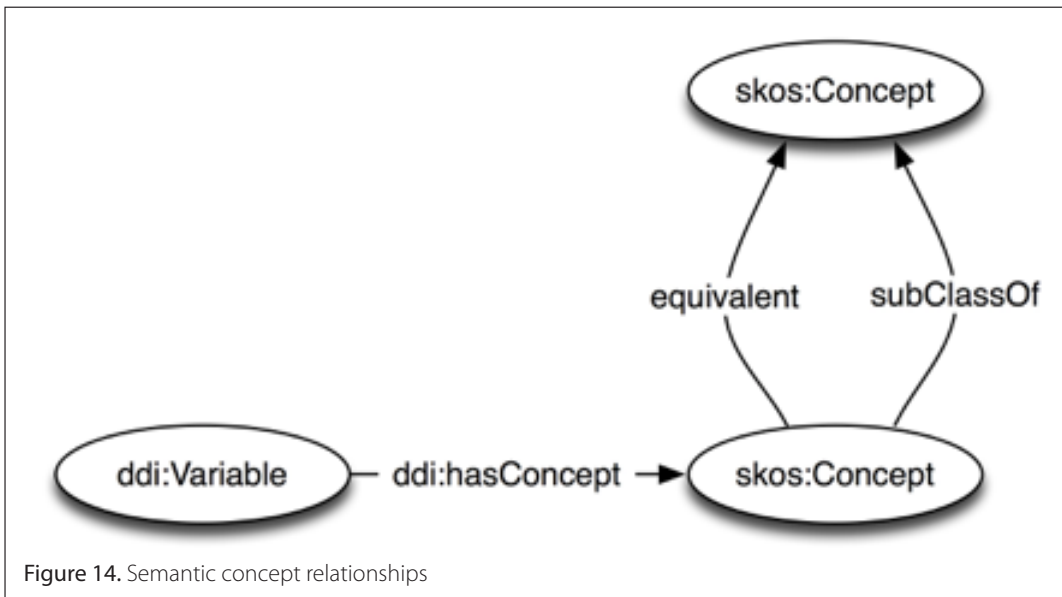 skos:Concept
equivalent
subClassOf
ddi:Variable
ddi:hasConcept
skos:Concept
Figure 14. Semantic concept relationships